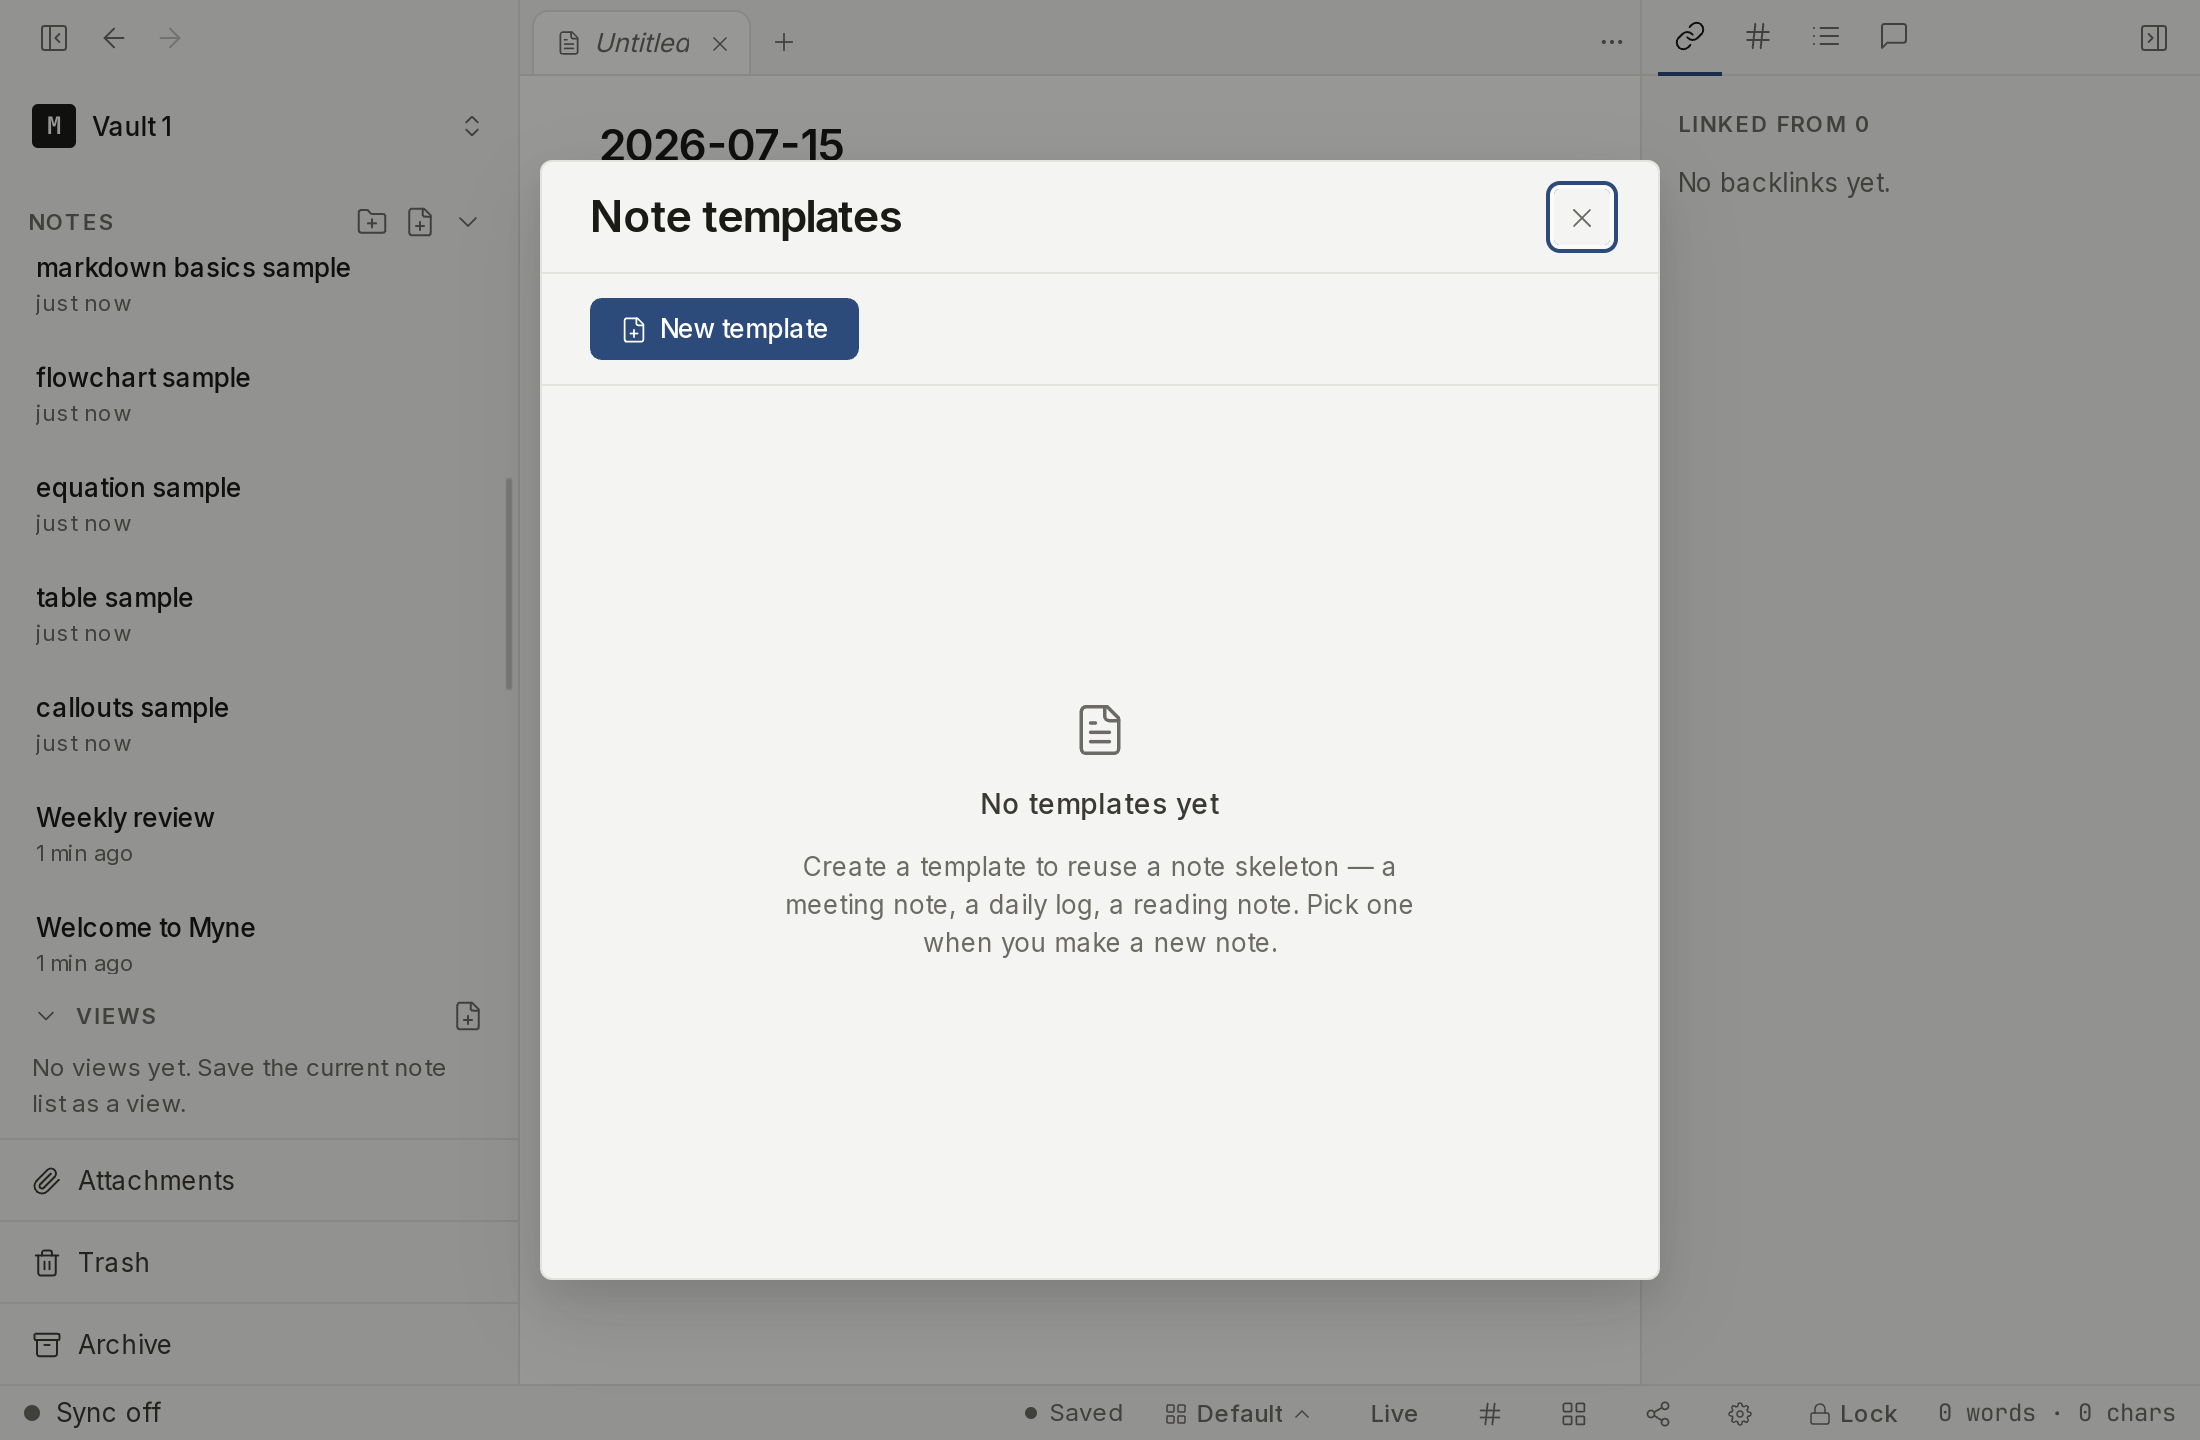 Untitled
M
Vault 1
NOTES
markdown basics sample
just now
flowchart sample
just now
equation sample
just now
table sample
just now
callouts sample
just now
Weekly review
1 min ago
Welcome to Myne
1 min ago
VIEWS
No views yet. Save the current note
list as a view.
Attachments
Trash
Archive
2026-07-15
Note templates
New template
No templates yet
Create a template to reuse a note skeleton — a
meeting note, a daily log, a reading note. Pick one
when you make a new note.
LINKED FROM 0
No backlinks yet.
Sync off
Saved
Default
Live
Lock
0 words · 0 chars